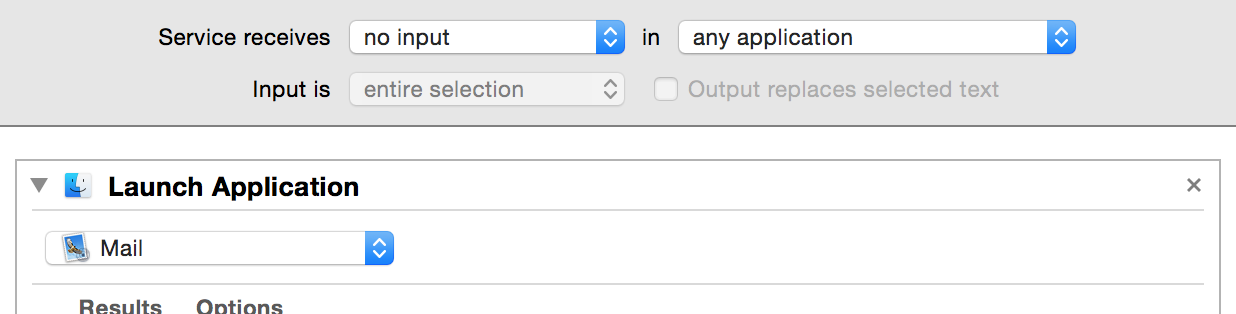 Service receives no input in any application
Input is entire selection Output replaces selected text
Launch Application
Mail
Results Options